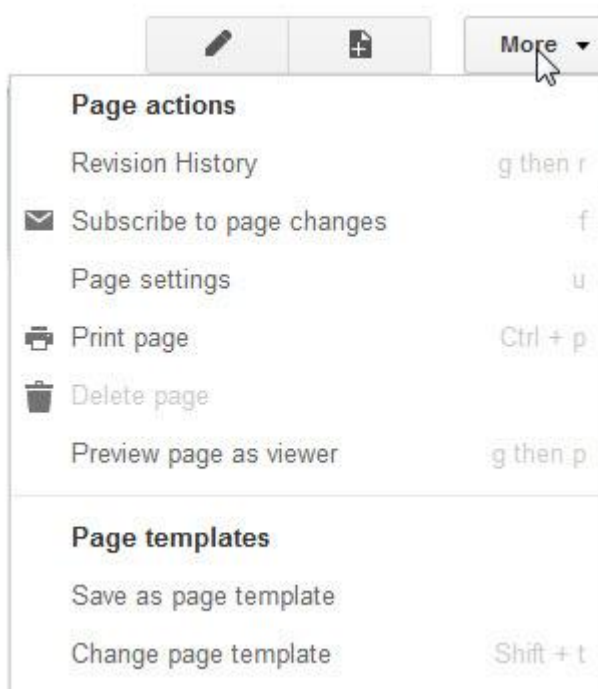 More
Page actions
Revision History g then r
Subscribe to page changes f
Page settings u
Print page Ctrl + p
Delete page
Preview page as viewer g then p
Page templates
Save as page template
Change page template Shift + t